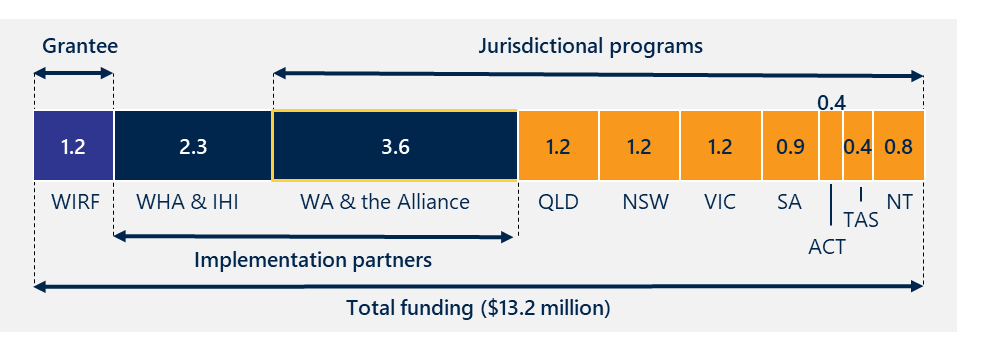 Grantee
Jurisdictional programs
0.4
1.2
2.3
3.6
1.2
1.2
1.2
0.9
0.4
0.8
WIRF
WHA & IHI
WA & the Alliance
QLD
NSW
VIC
SA
NT
TAS
ACT
Implementation partners
Total funding ($13.2 million)